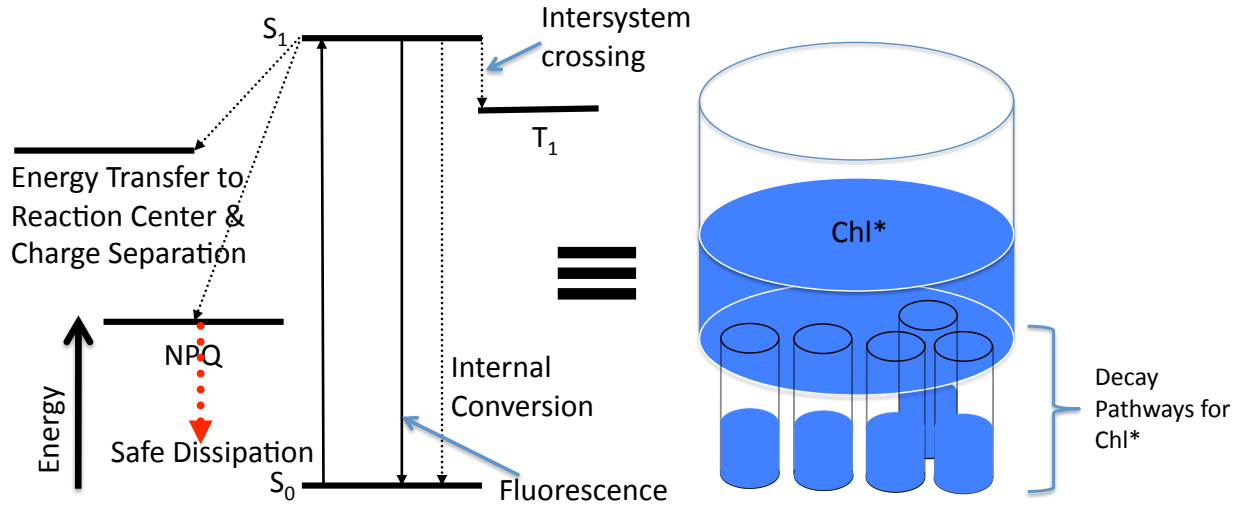 S1
Intersystem
crossing
T1
Energy Transfer to
Reaction Center &
Charge Separation
Chl*
NPQ
Energy
Safe Dissipation
Internal
Conversion
S0
Fluorescence
Decay
Pathways for
Chl*